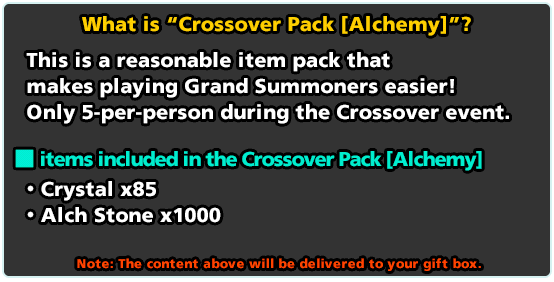 What is “Crossover Pack [Alchemy]”?
This is a reasonable item pack that
makes playing Grand Summoners easier!
Only 5-per-person during the Crossover event.
■ items included in the Crossover Pack [Alchemy]
• Crystal x85
• Alch Stone x1000
Note: The content above will be delivered to your gift box.